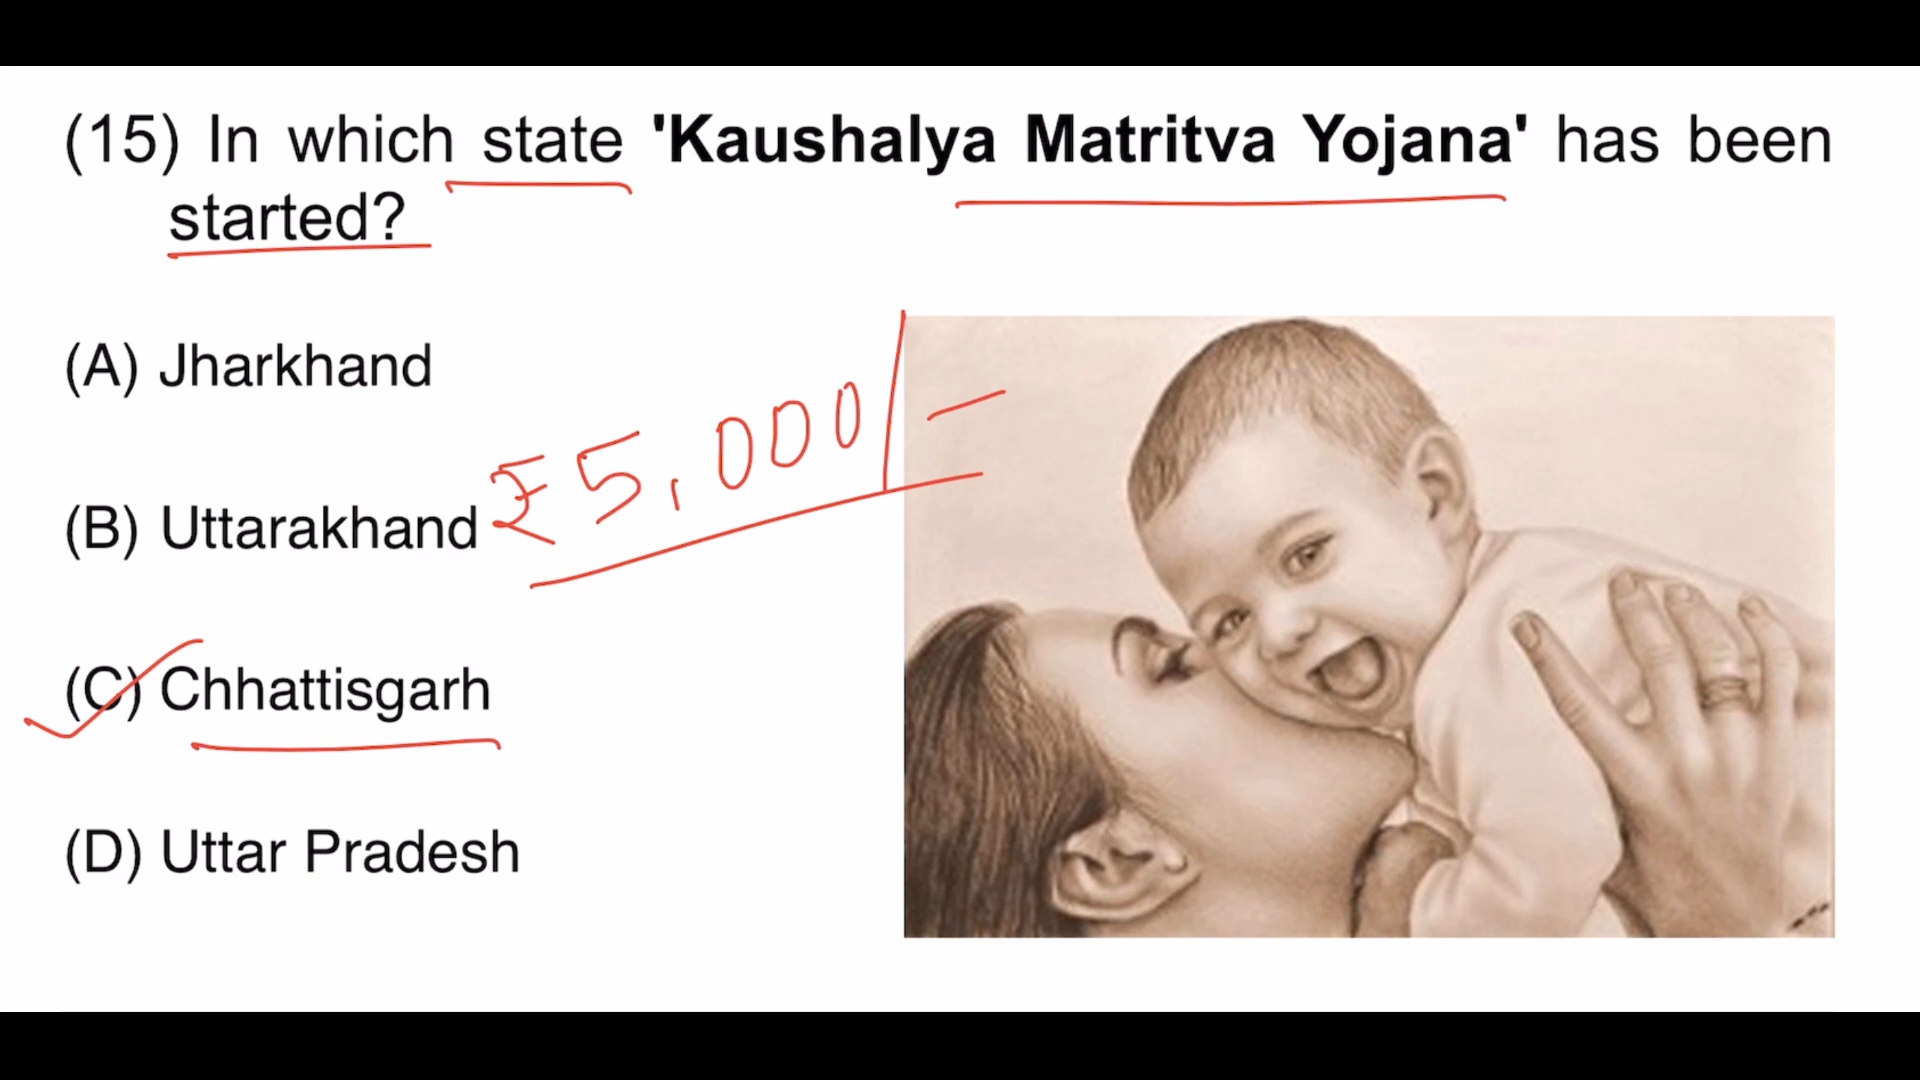 (15) In which state 'Kaushalya Matritva Yojana' has been
started?
(A) Jharkhand
₹5,000/-
(B) Uttarakhand
(C) Chhattisgarh
(D) Uttar Pradesh